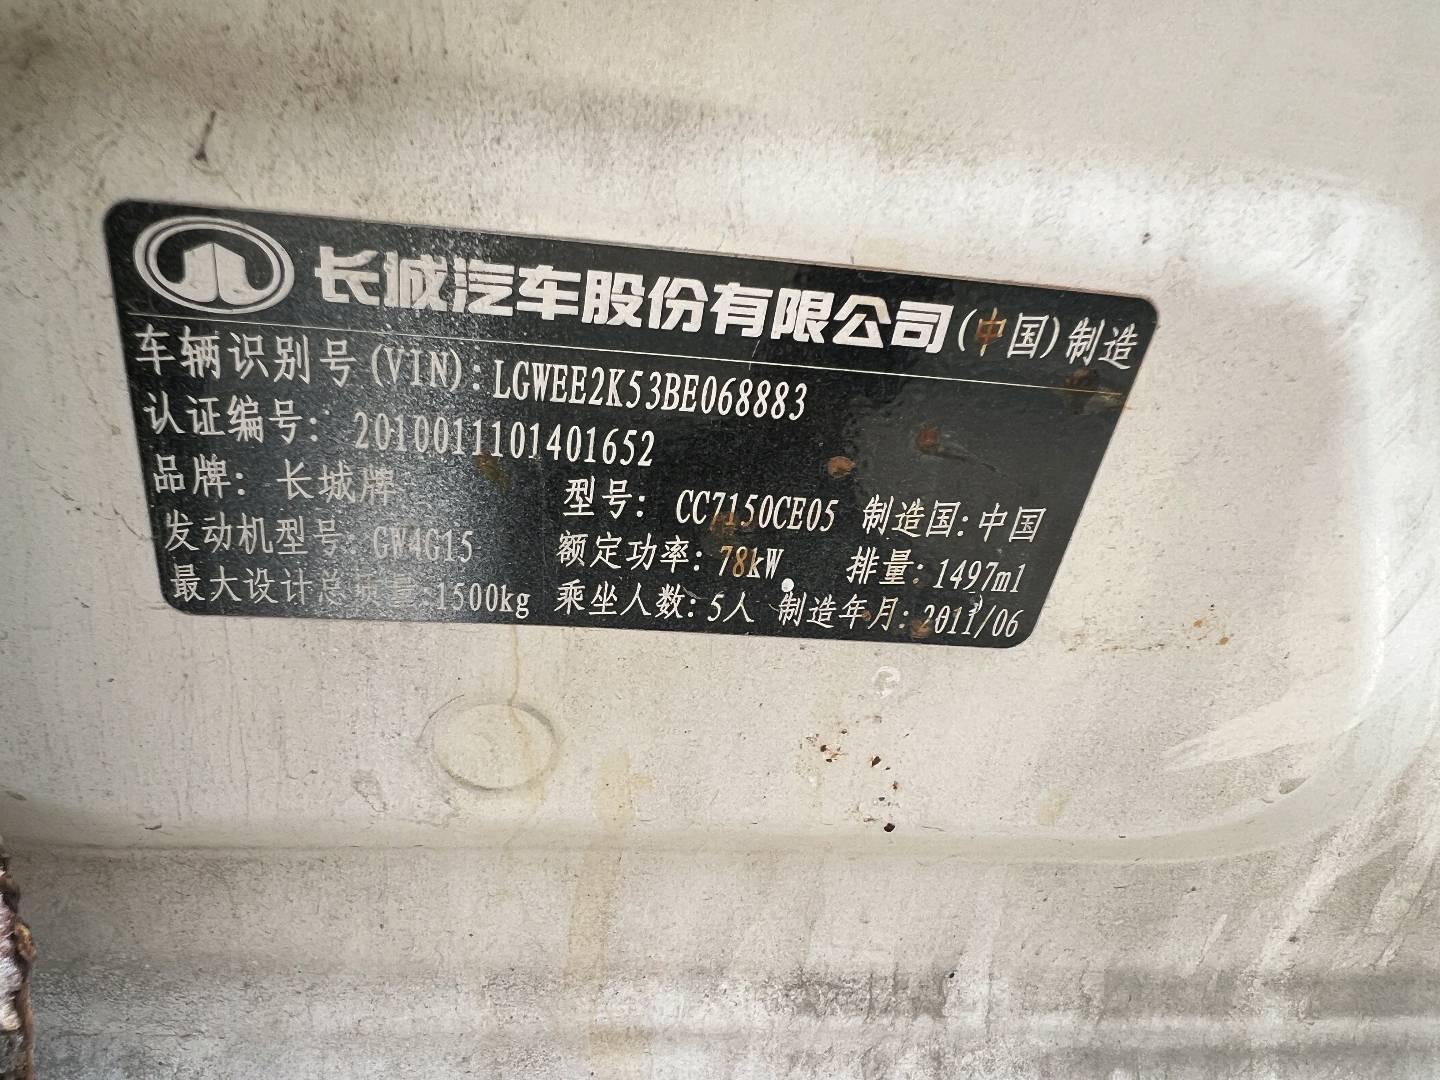 长城汽车股份有限公司(中国)制造
车辆识别号(VIN):LGWEE2K53BE068883
认证编号: 2010011101401652
品牌: 长城牌 型号: CC7150CE05 制造国:中国
发动机型号: GW4G15 额定功率:78kW 排量:1497ml
最大设计总质量:1500kg 乘坐人数:5人 制造年月:2011/06